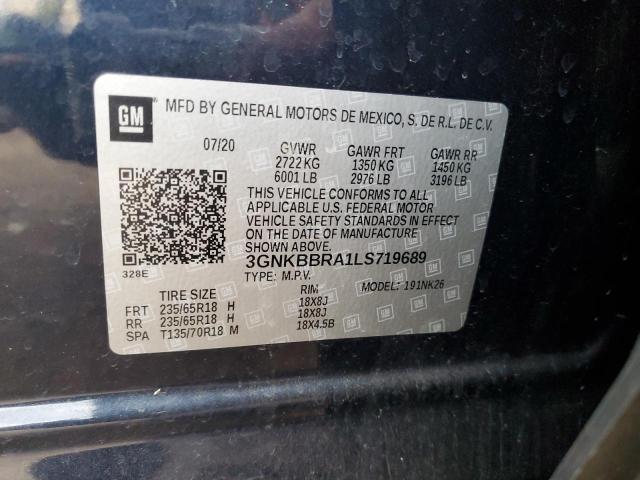 GM MFD BY GENERAL MOTORS DE MEXICO, S. DE R.L. DE C.V.
07/20 GVWR GAWR FRT GAWR RR
2722 KG 1350 KG 1450 KG
6001 LB 2976 LB 3196 LB
THIS VEHICLE CONFORMS TO ALL
APPLICABLE U.S. FEDERAL MOTOR
VEHICLE SAFETY STANDARDS IN EFFECT
ON THE DATE OF MANUFACTURE
SHOWN ABOVE.
328E 3GNKBBRA1LS719689
TYPE: M.P.V. MODEL: 191NK26
TIRE SIZE RIM
FRT 235/65R18 H 18X8J
RR 235/65R18 H 18X8J
SPA T135/70R18 M 18X4.5B